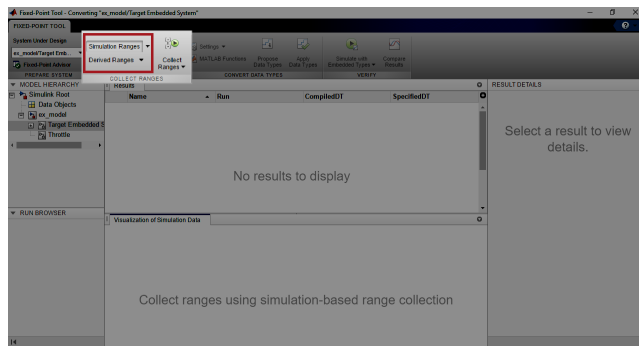 Fixed-Point Tool - Converting "ex_model/Target Embedded System"
FIXED-POINT TOOL
System Under Design
ex_model/Target Emb...
Fixed-Point Advisor
PREPARE SYSTEM
Simulation Ranges
Derived Ranges
Collect
Ranges
COLLECT RANGES
Settings
MATLAB Functions
Propose
Data Types
Apply
Data Types
CONVERT DATA TYPES
Simulate with
Embedded Types
Compare
Results
VERIFY
MODEL HIERARCHY
Simulink Root
Data Objects
ex_model
Target Embedded S
Throttle
RUN BROWSER
Results
Name
Run
CompiledDT
SpecifiedDT
No results to display
Visualization of Simulation Data
Collect ranges using simulation-based range collection
RESULT DETAILS
Select a result to view
details.